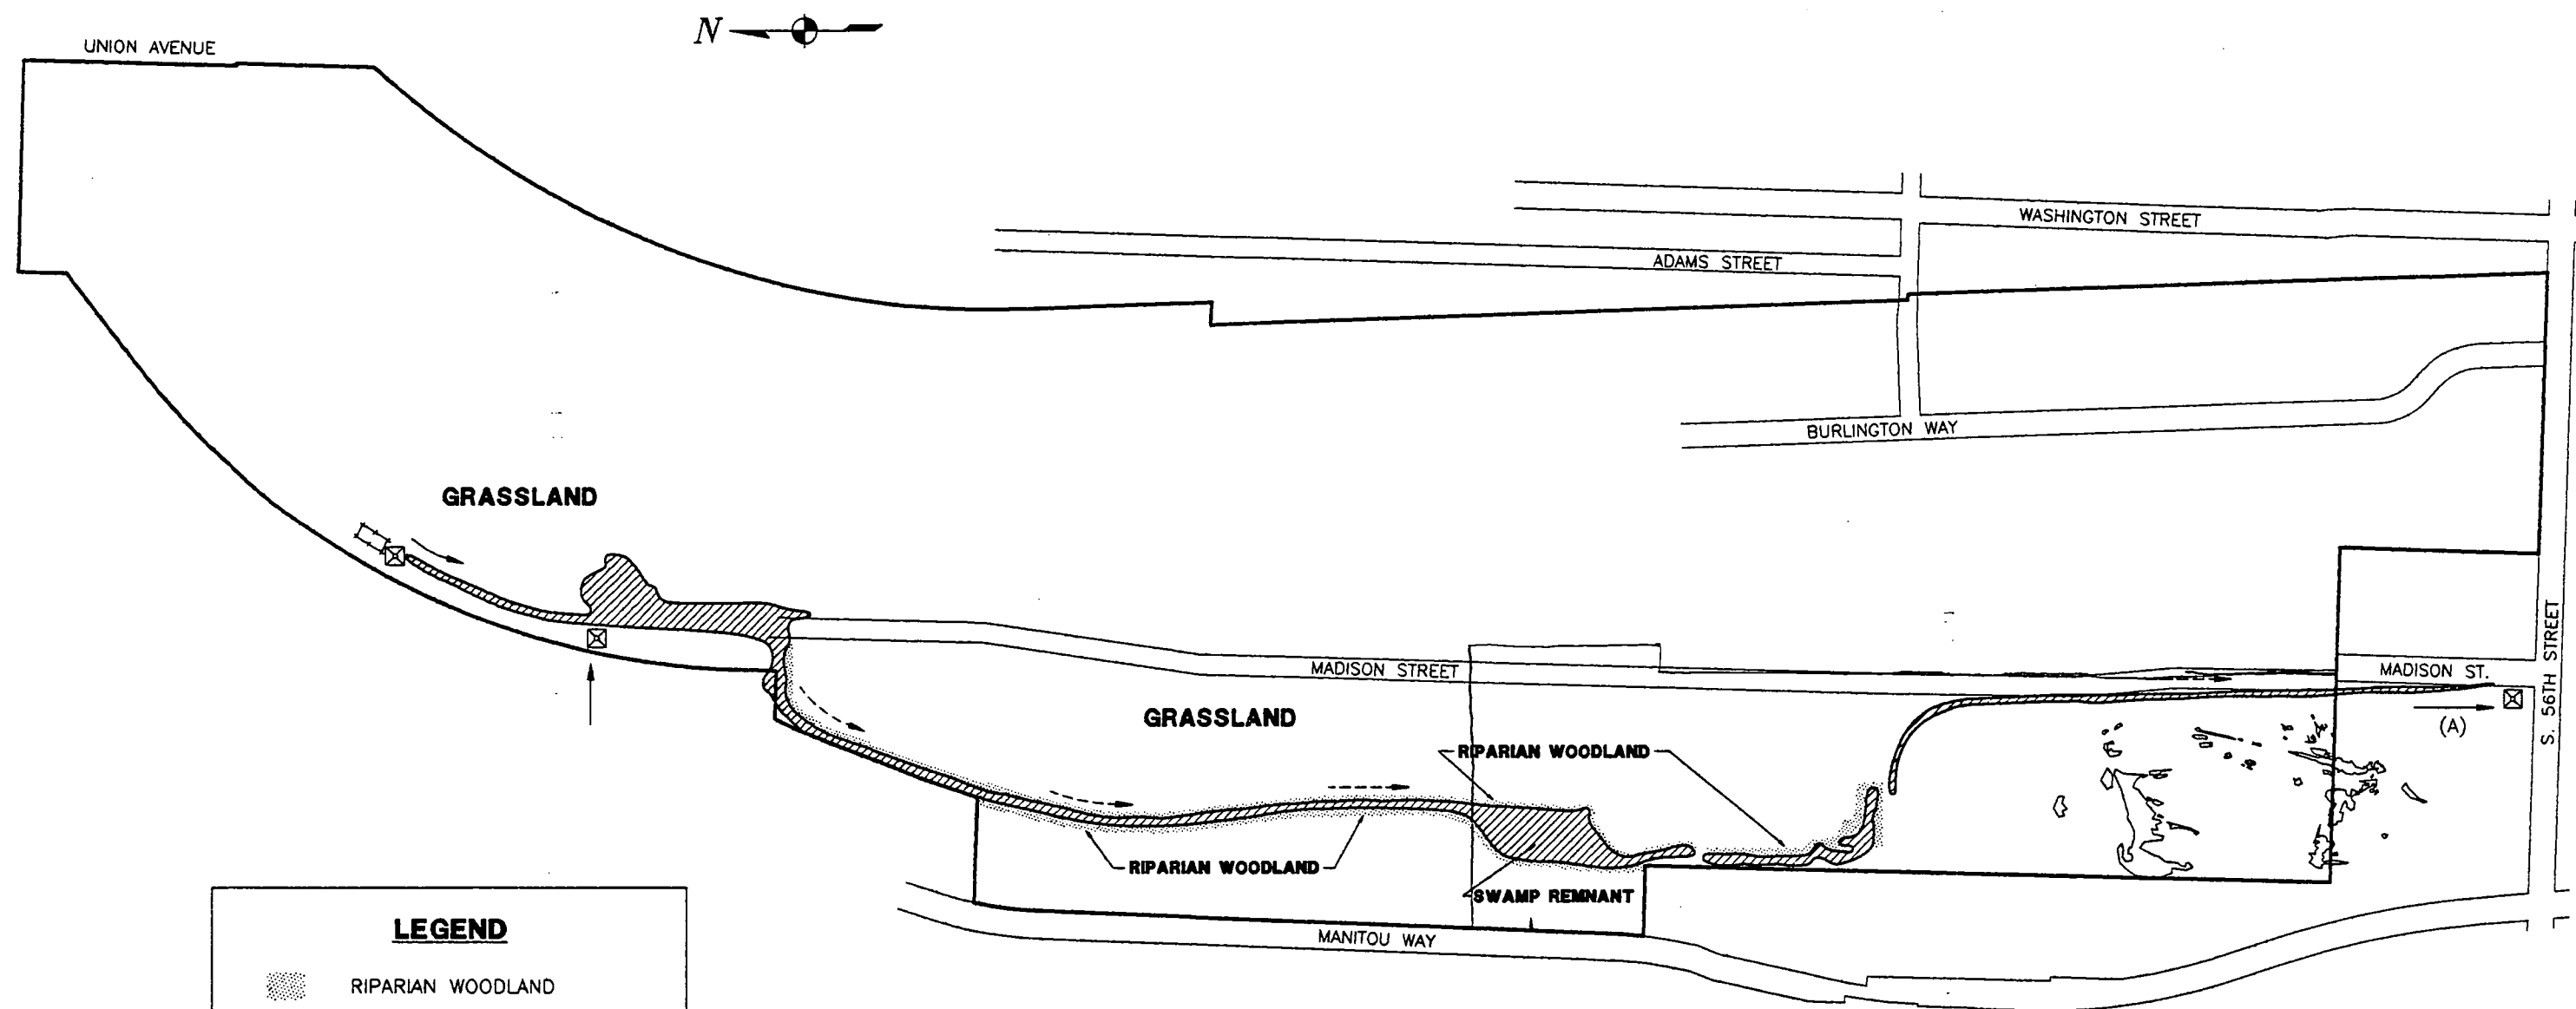 N
UNION AVENUE
WASHINGTON STREET
ADAMS STREET
BURLINGTON WAY
GRASSLAND
S. 56TH STREET
MADISON STREET
MADISON ST.
GRASSLAND
(A)
RIPARIAN WOODLAND
RIPARIAN WOODLAND
SWAMP REMNANT
MANITOU WAY
LEGEND
RIPARIAN WOODLAND